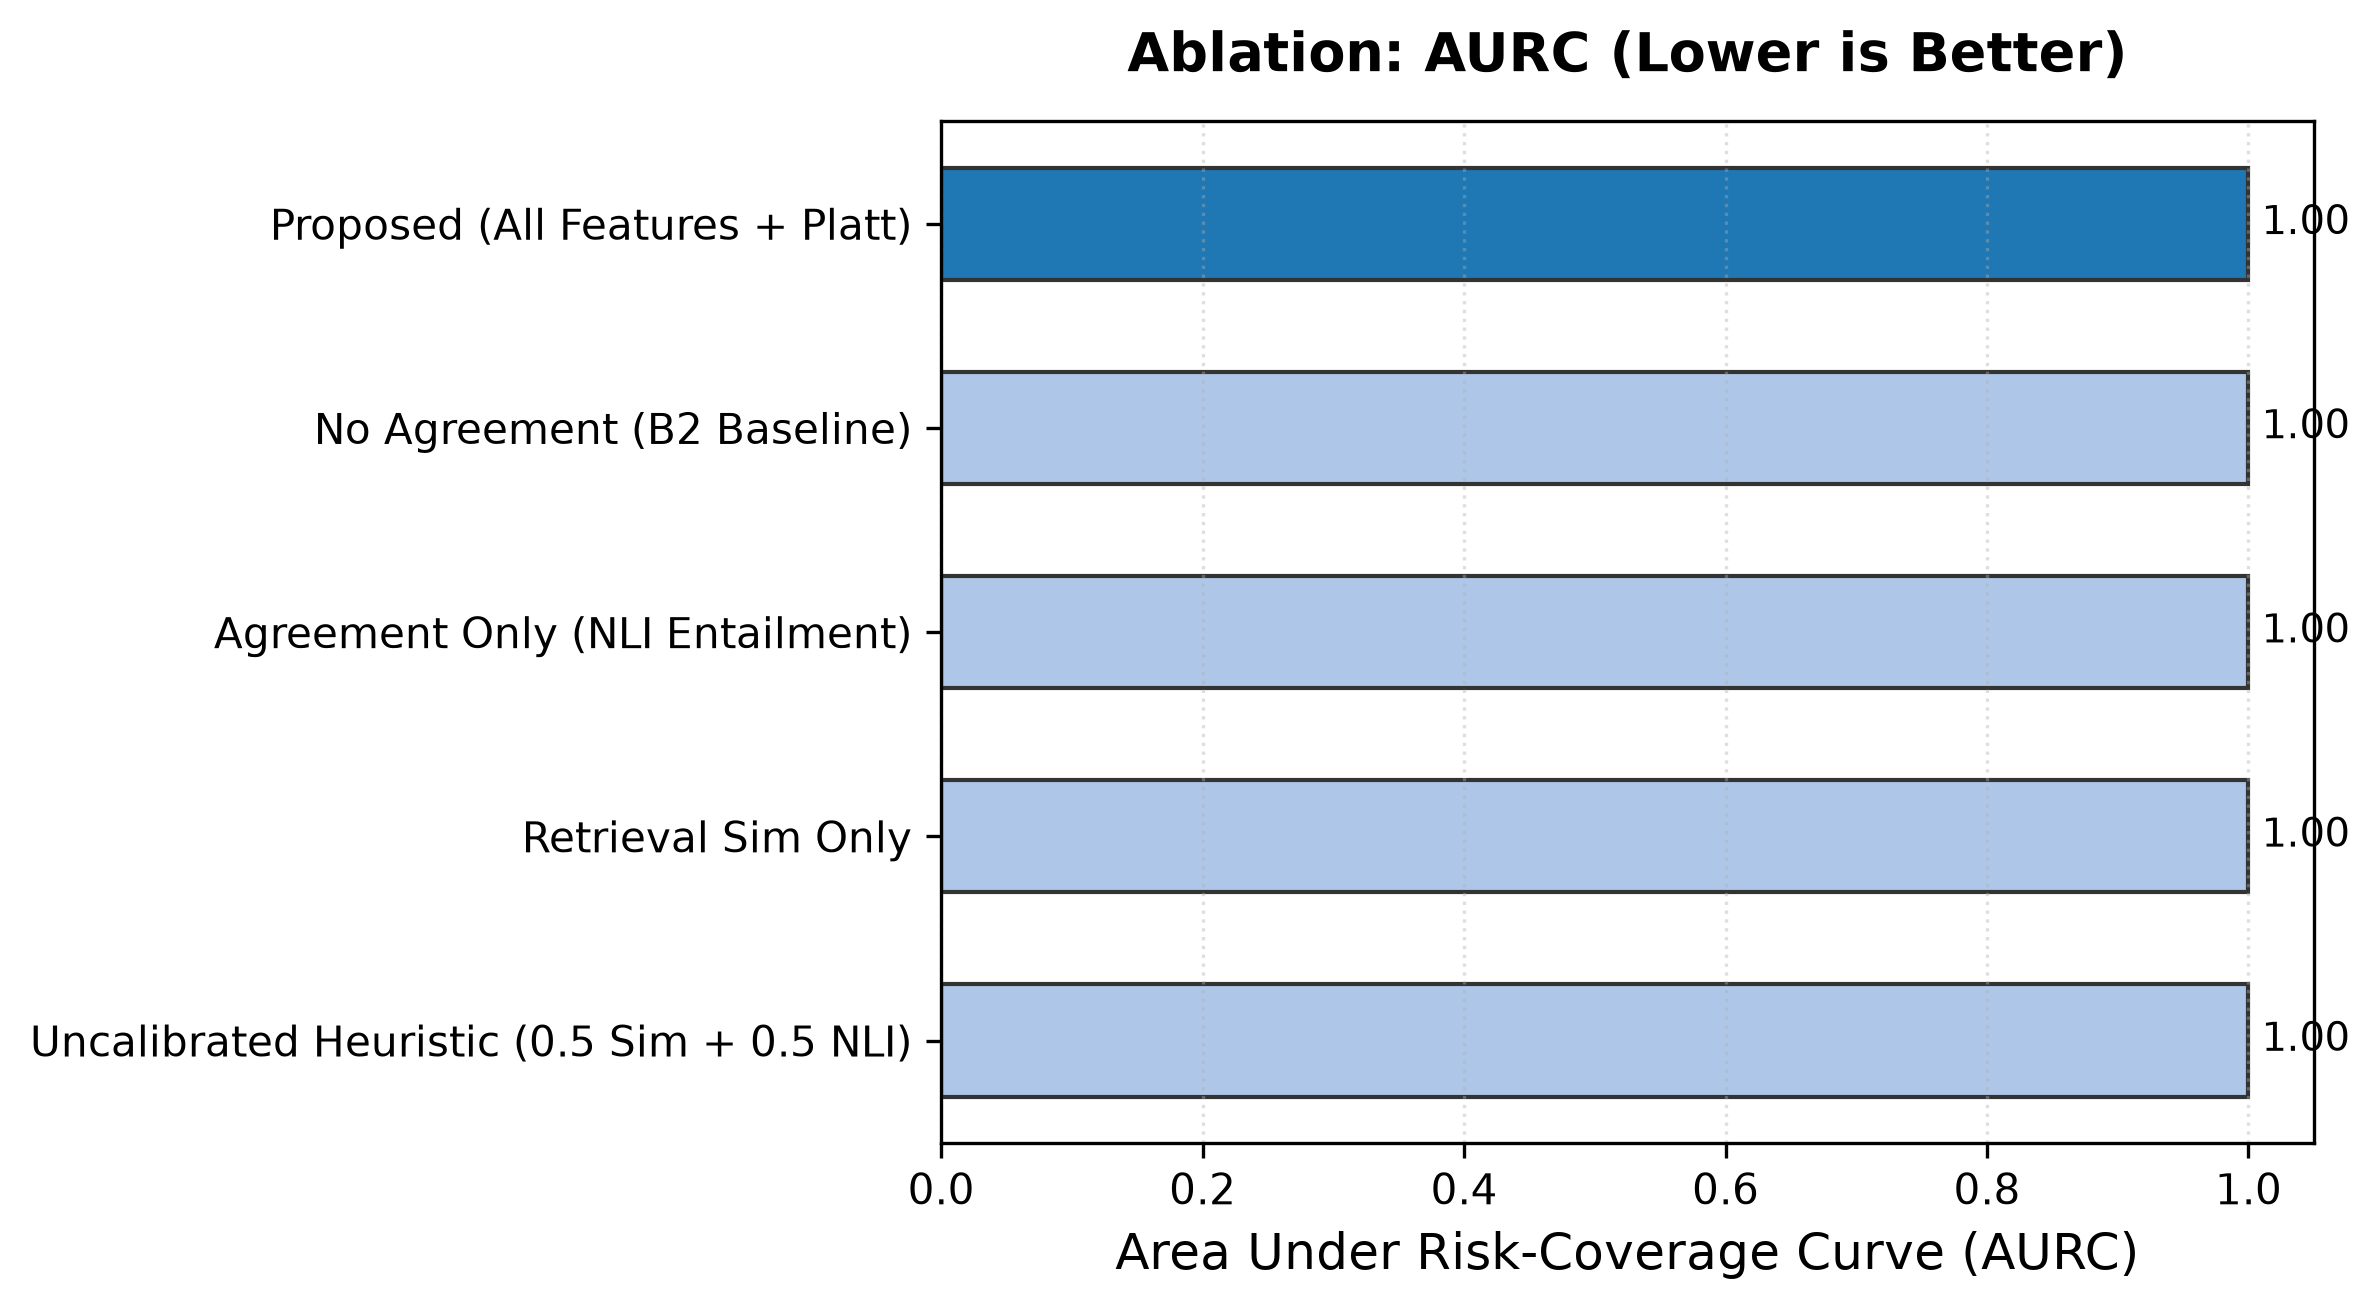 Ablation: AURC (Lower is Better)
Proposed (All Features + Platt)
1.00
No Agreement (B2 Baseline)
1.00
Agreement Only (NLI Entailment)
1.00
Retrieval Sim Only
1.00
Uncalibrated Heuristic (0.5 Sim + 0.5 NLI)
1.00
0.0 0.2 0.4 0.6 0.8 1.0
Area Under Risk-Coverage Curve (AURC)